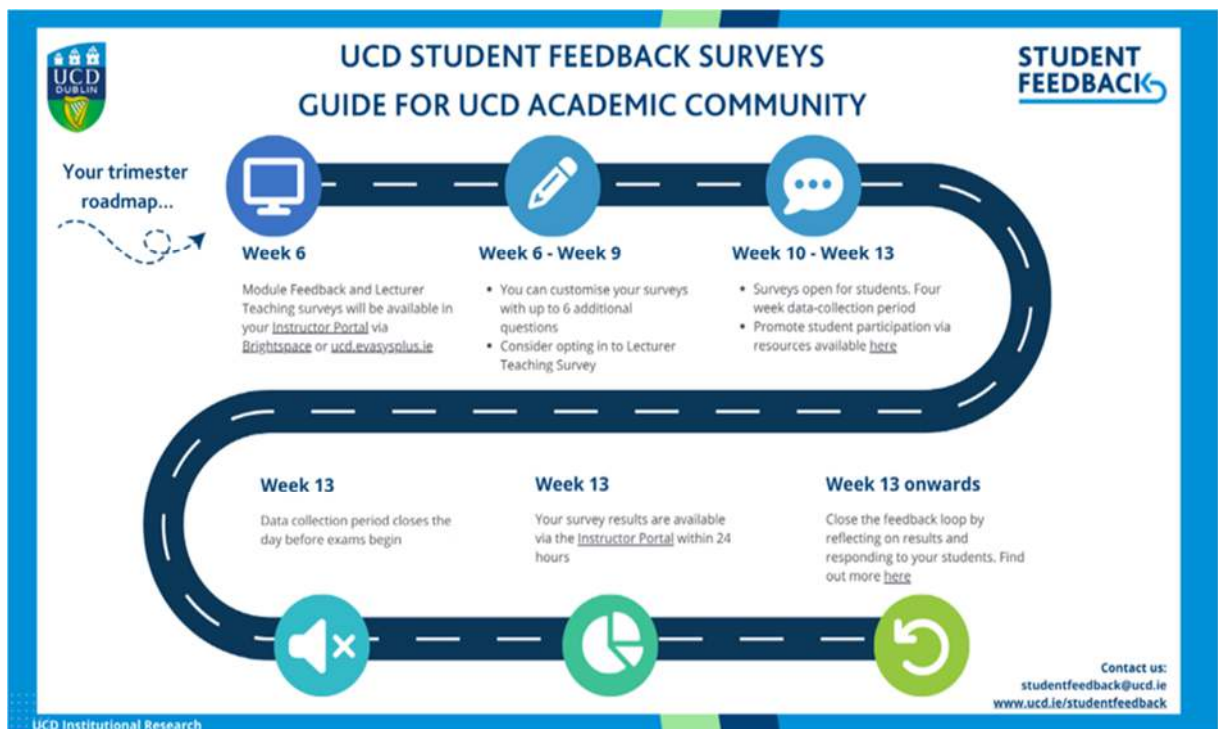 UCD
DUBLIN
UCD STUDENT FEEDBACK SURVEYS
GUIDE FOR UCD ACADEMIC COMMUNITY
STUDENT
FEEDBACK
Your trimester
roadmap...
Week 6
Module Feedback and Lecturer
Teaching surveys will be available in
your Instructor Portal via
Brightspace or ucd.evasysplus.ie
Week 6 - Week 9
• You can customise your surveys
with up to 6 additional
questions
• Consider opting in to Lecturer
Teaching Survey
Week 10 - Week 13
• Surveys open for students. Four
week data-collection period
• Promote student participation via
resources available here
Week 13
Data collection period closes the
day before exams begin
Week 13
Your survey results are available
via the Instructor Portal within 24
hours
Week 13 onwards
Close the feedback loop by
reflecting on results and
responding to your students. Find
out more here
Contact us:
studentfeedback@ucd.ie
www.ucd.ie/studentfeedback
UCD Institutional Research